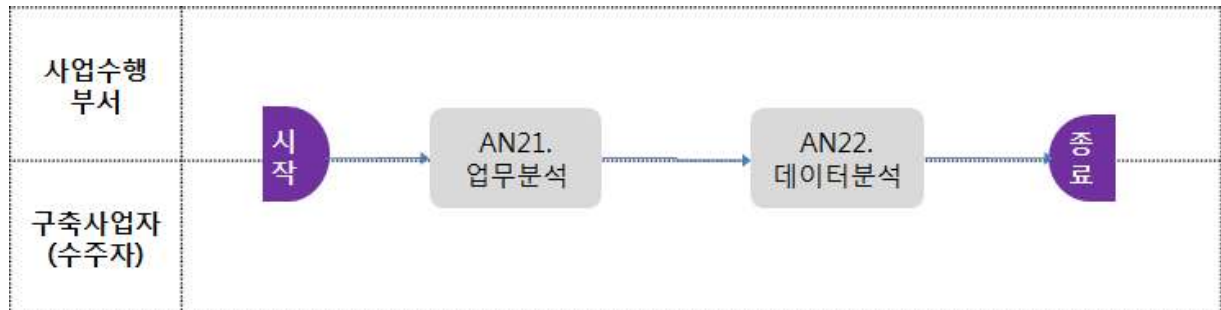 사업수행
부서
시
작
AN21.
업무분석
AN22.
데이터분석
종
료
구축사업자
(수주자)